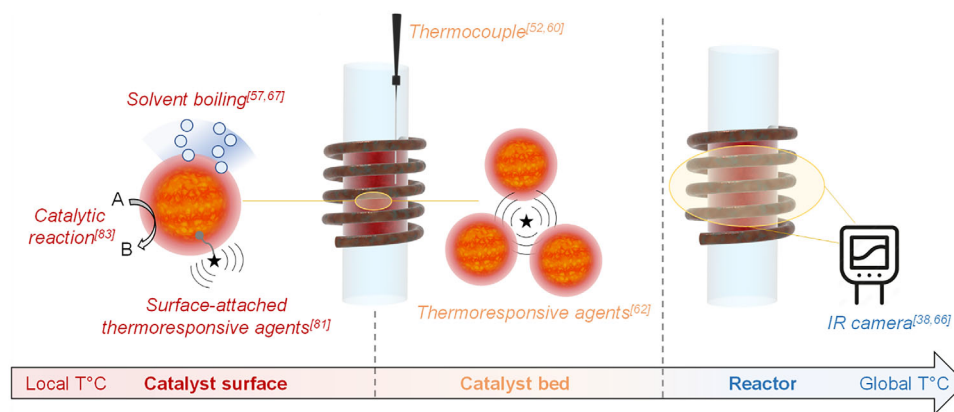 Thermocouple[52,60]
Solvent boiling[57,67]
A
Catalytic
reaction[83]
B
Surface-attached
thermoresponsive agents[81]
Thermoresponsive agents[62]
IR camera[38,66]
Local T°C Catalyst surface Catalyst bed Reactor Global T°C